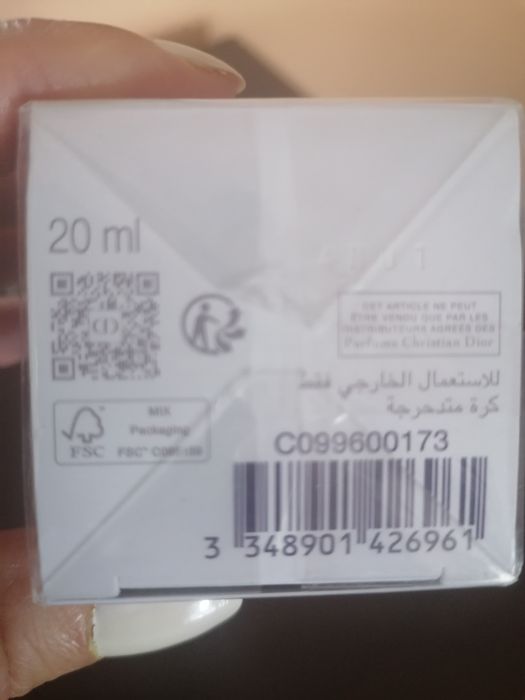 20 ml
CET ARTICLE NE PEUT
ÊTRE VENDU QUE PAR LES
DISTRIBUTEURS AGRÉÉS DES
Parfums Christian Dior
للاستعمال الخارجي فقط
كرة متدحرجة
MIX
Packaging
FSC
FSC™
C099600173
3 348901 426961